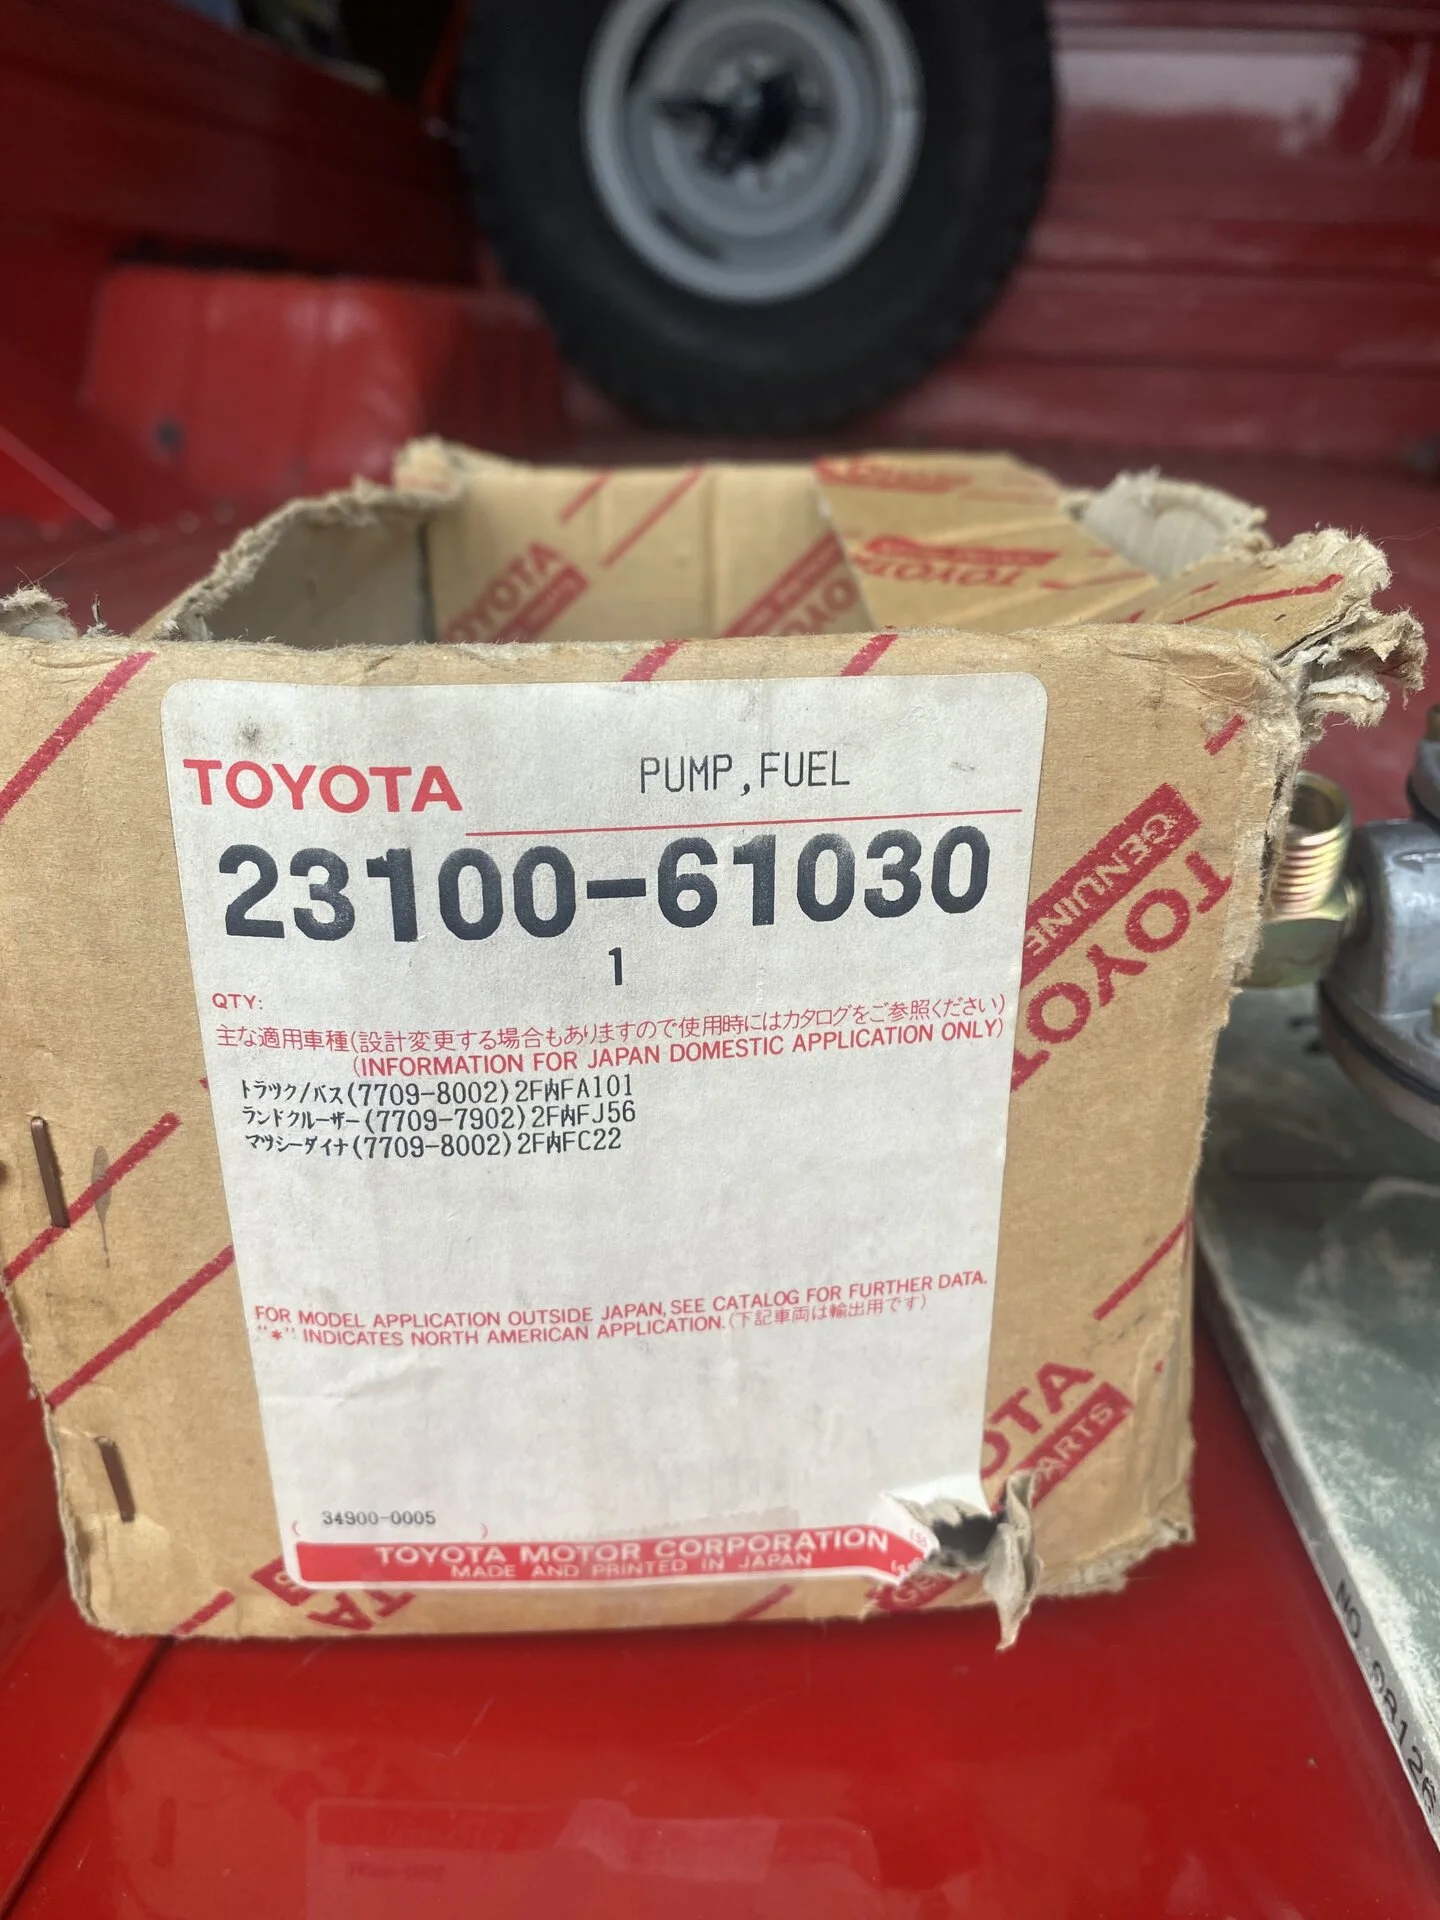 TOYOTA
TOYOTA
TOYOTA
PUMP,FUEL
23100-61030
1
QTY:
主な適用車種(設計変更する場合もありますので使用時にはカタログをご参照ください)
(INFORMATION FOR JAPAN DOMESTIC APPLICATION ONLY)
トラック/バス(7709-8002)2F内FA101
ランドクルーザー(7709-7902)2F内FJ56
マツシーダイナ(7709-8002)2F内FC22
FOR MODEL APPLICATION OUTSIDE JAPAN, SEE CATALOG FOR FURTHER DATA.
"*" INDICATES NORTH AMERICAN APPLICATION.(下記車両は輸出用です)
34900-0005
TOYOTA MOTOR CORPORATION
MADE AND PRINTED IN JAPAN
GENUINE
TOYO
OTA
PARTS
TA